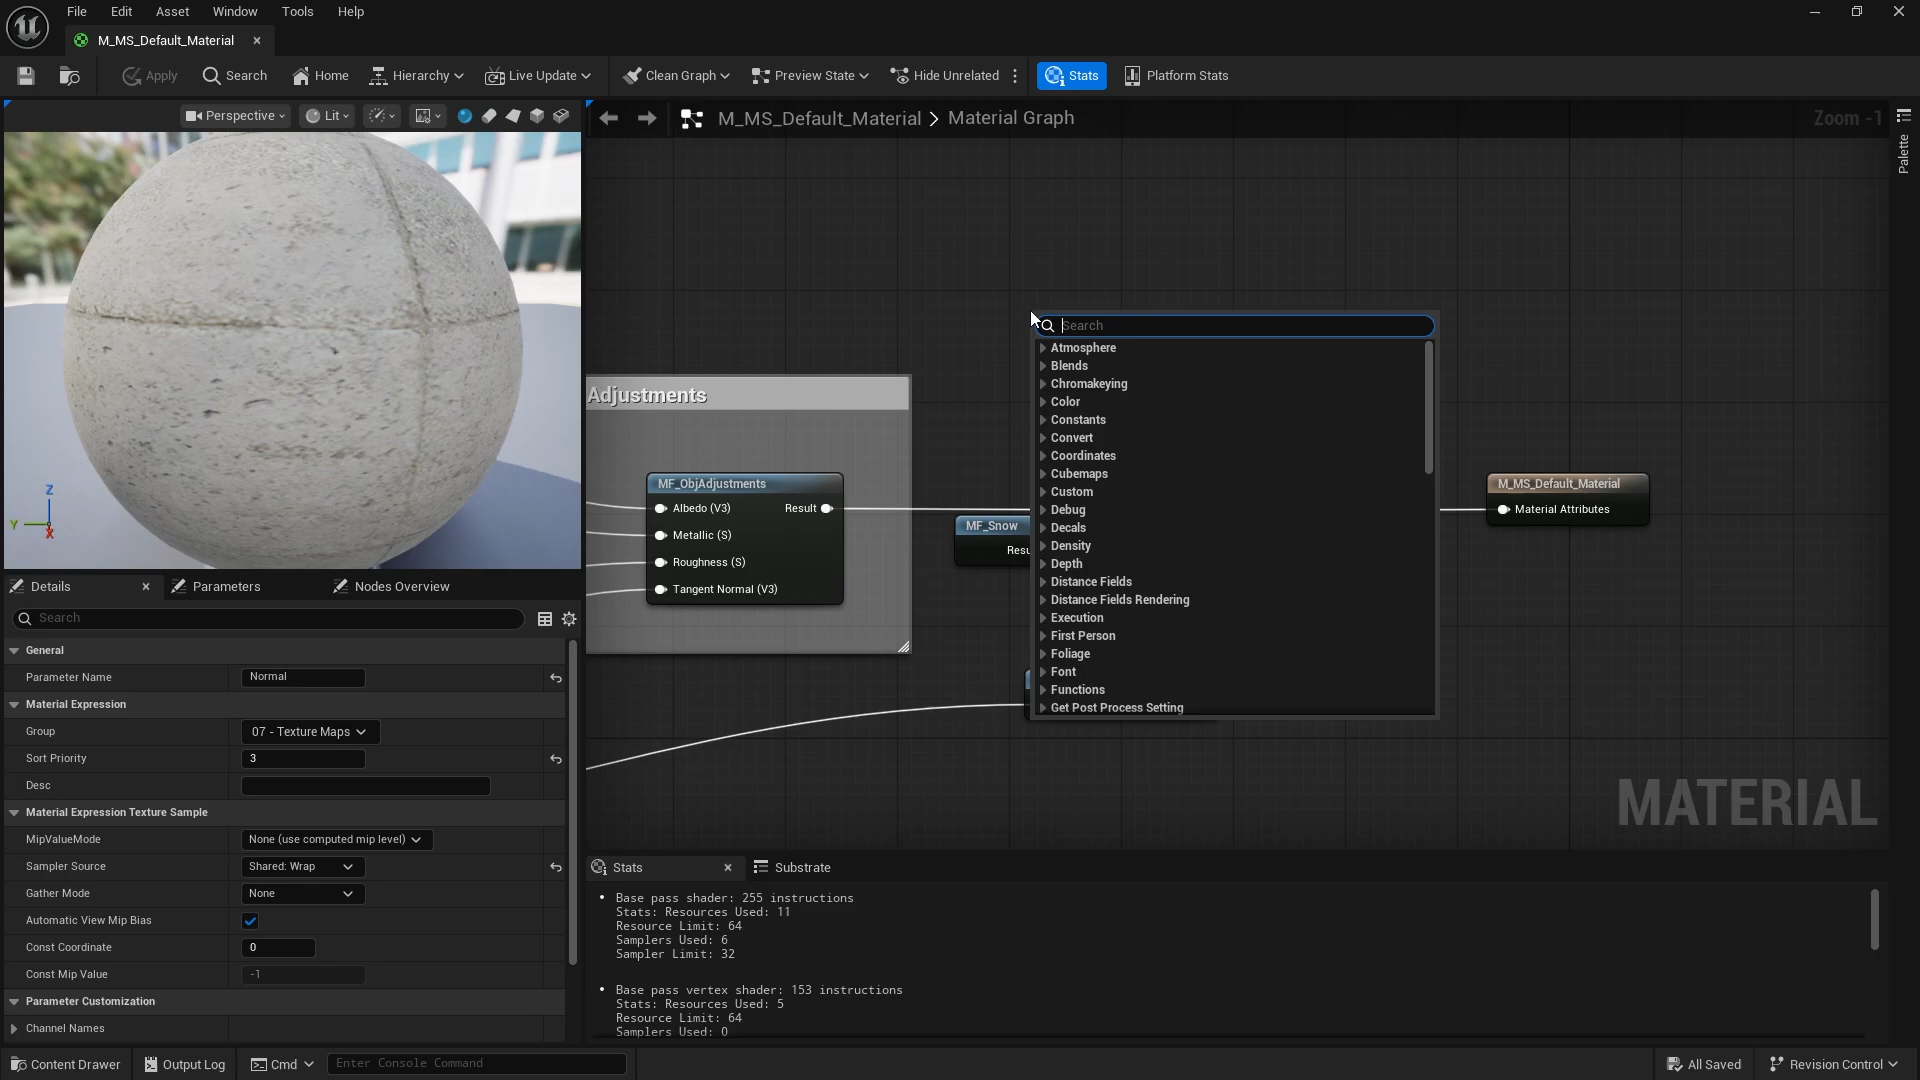 File Edit Asset Window Tools Help
M_MS_Default_Material
Apply Search Home Hierarchy Live Update Clean Graph Preview State Hide Unrelated Stats Platform Stats
Perspective Lit
M_MS_Default_Material > Material Graph
Zoom -1
Palette
Search
Atmosphere
Blends
Chromakeying
Color
Constants
Convert
Coordinates
Cubemaps
Custom
Debug
Decals
Density
Depth
Distance Fields
Distance Fields Rendering
Execution
First Person
Foliage
Font
Functions
Get Post Process Setting
Adjustments
MF_ObjAdjustments
Albedo (V3) Result
Metallic (S)
Roughness (S)
Tangent Normal (V3)
MF_Snow
M_MS_Default_Material
Material Attributes
MATERIAL
Z
Y
X
Details Parameters Nodes Overview
Search
General
Parameter Name Normal
Material Expression
Group 07 - Texture Maps
Sort Priority 3
Desc
Material Expression Texture Sample
MipValueMode None (use computed mip level)
Sampler Source Shared: Wrap
Gather Mode None
Automatic View Mip Bias
Const Coordinate 0
Const Mip Value -1
Parameter Customization
Channel Names
Stats Substrate
• Base pass shader: 255 instructions
Stats: Resources Used: 11
Resource Limit: 64
Samplers Used: 6
Sampler Limit: 32
• Base pass vertex shader: 153 instructions
Stats: Resources Used: 5
Resource Limit: 64
Samplers Used: 0
Content Drawer Output Log Cmd Enter Console Command All Saved Revision Control